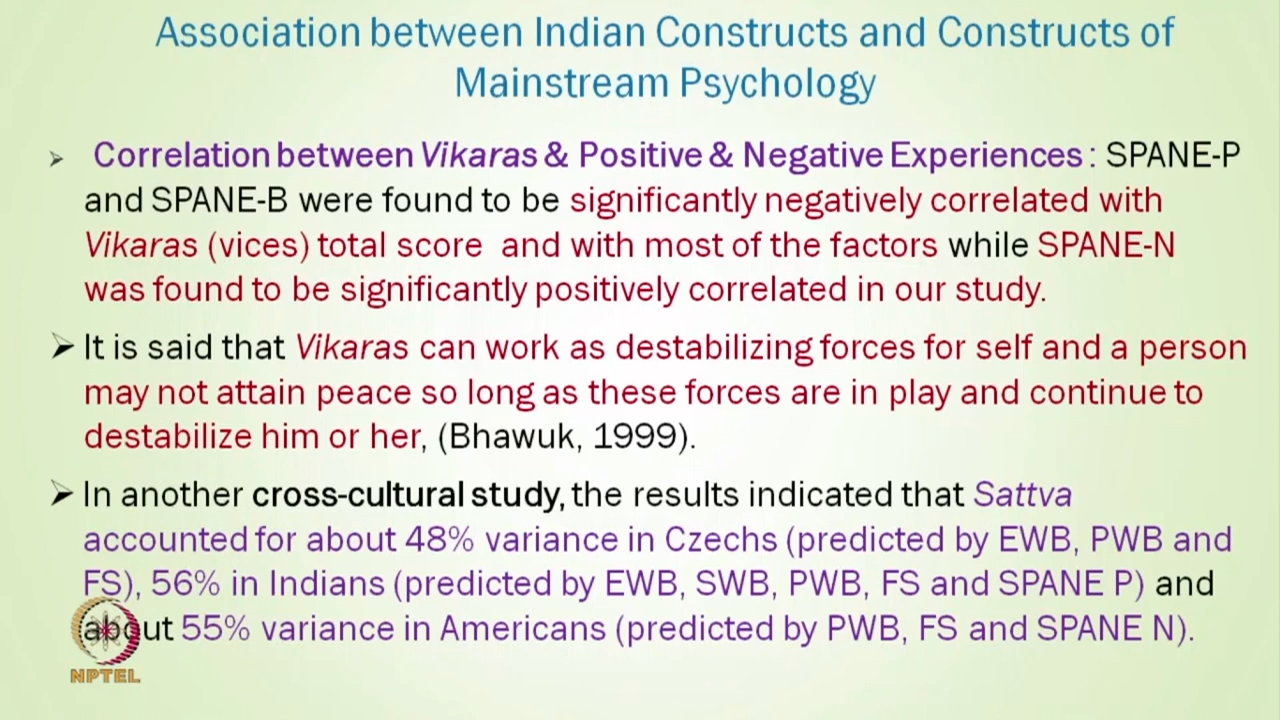 Association between Indian Constructs and Constructs of
Mainstream Psychology
➢ Correlation between Vikaras & Positive & Negative Experiences : SPANE-P
and SPANE-B were found to be significantly negatively correlated with
Vikaras (vices) total score and with most of the factors while SPANE-N
was found to be significantly positively correlated in our study.
➢ It is said that Vikaras can work as destabilizing forces for self and a person
may not attain peace so long as these forces are in play and continue to
destabilize him or her, (Bhawuk, 1999).
➢ In another cross-cultural study, the results indicated that Sattva
accounted for about 48% variance in Czechs (predicted by EWB, PWB and
FS), 56% in Indians (predicted by EWB, SWB, PWB, FS and SPANE P) and
about 55% variance in Americans (predicted by PWB, FS and SPANE N).
NPTEL